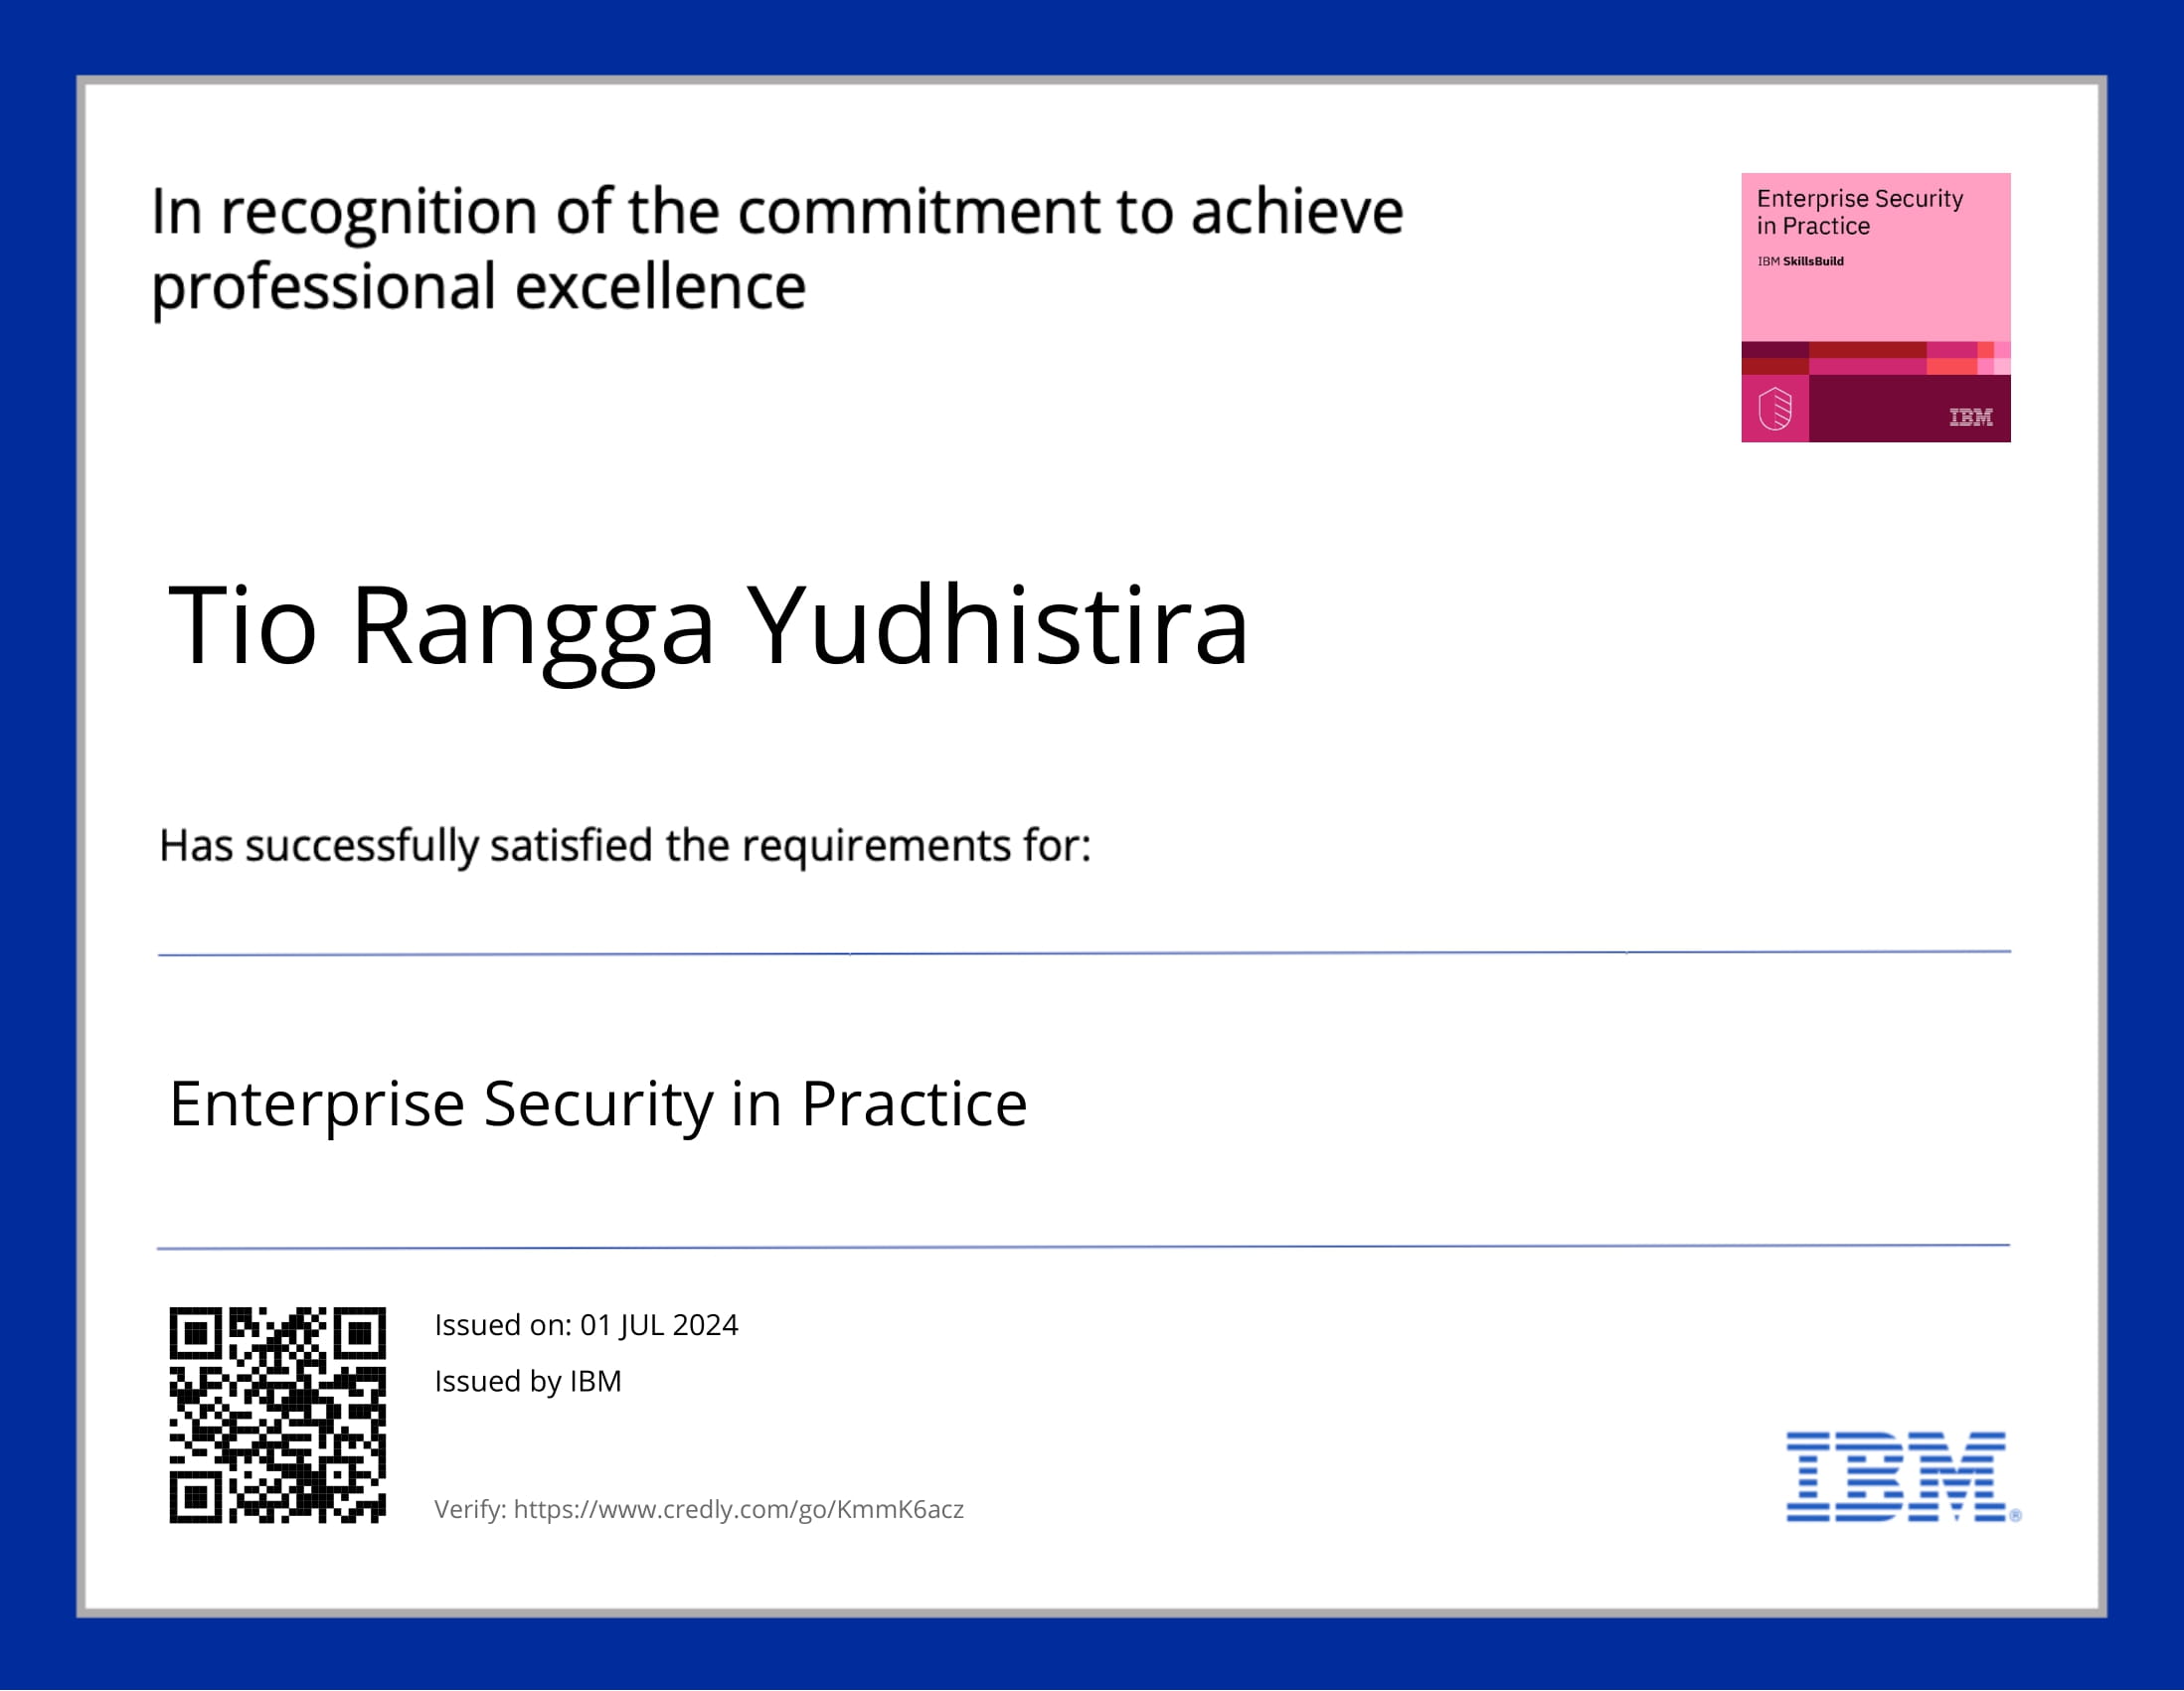 In recognition of the commitment to achieve
professional excellence
Enterprise Security
in Practice
IBM SkillsBuild
IBM
Tio Rangga Yudhistira
Has successfully satisfied the requirements for:
Enterprise Security in Practice
Issued on: 01 JUL 2024
Issued by IBM
Verify: https://www.credly.com/go/KmmK6acz
IBM®